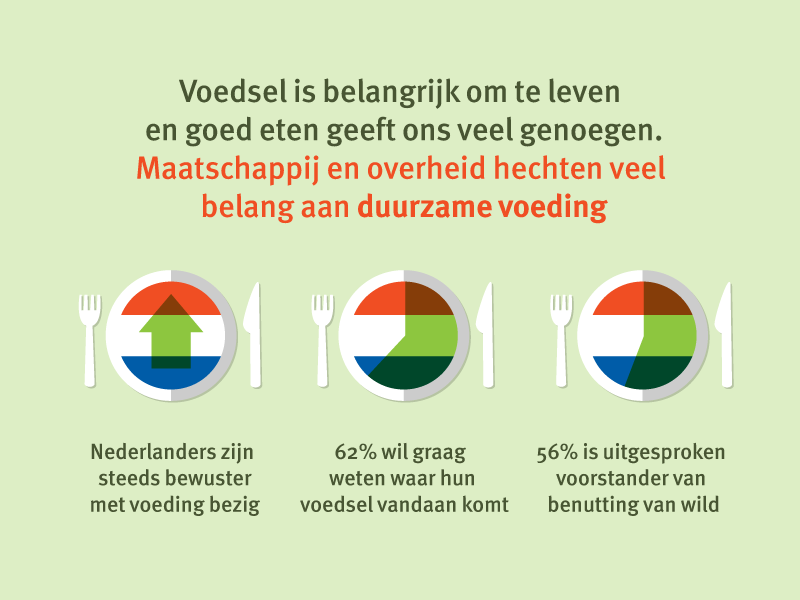 Voedsel is belangrijk om te leven
en goed eten geeft ons veel genoegen.
Maatschappij en overheid hechten veel
belang aan duurzame voeding
Nederlanders zijn
steeds bewuster
met voeding bezig
62% wil graag
weten waar hun
voedsel vandaan komt
56% is uitgesproken
voorstander van
benutting van wild